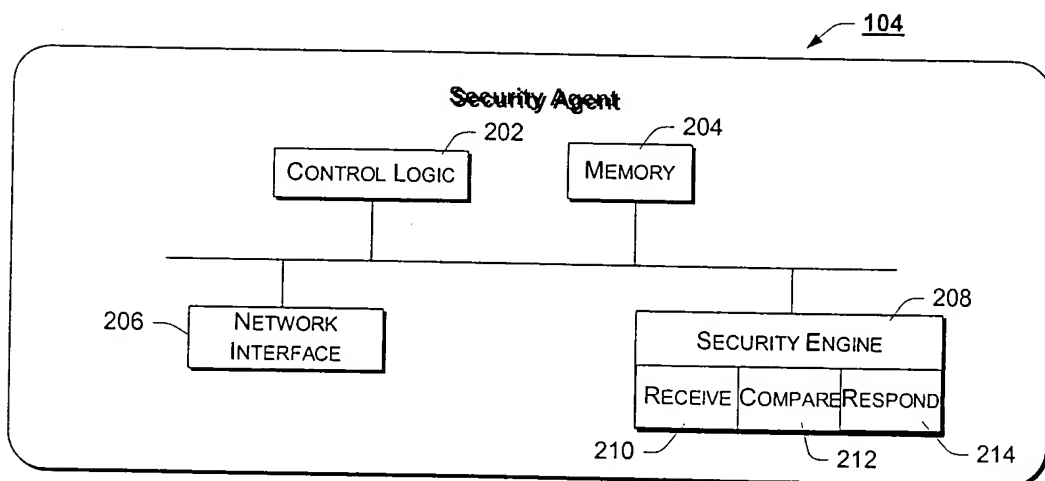 104
Security Agent
202
204
CONTROL LOGIC
MEMORY
206
NETWORK
INTERFACE
208
SECURITY ENGINE
RECEIVE COMPARE RESPOND
210
212
214